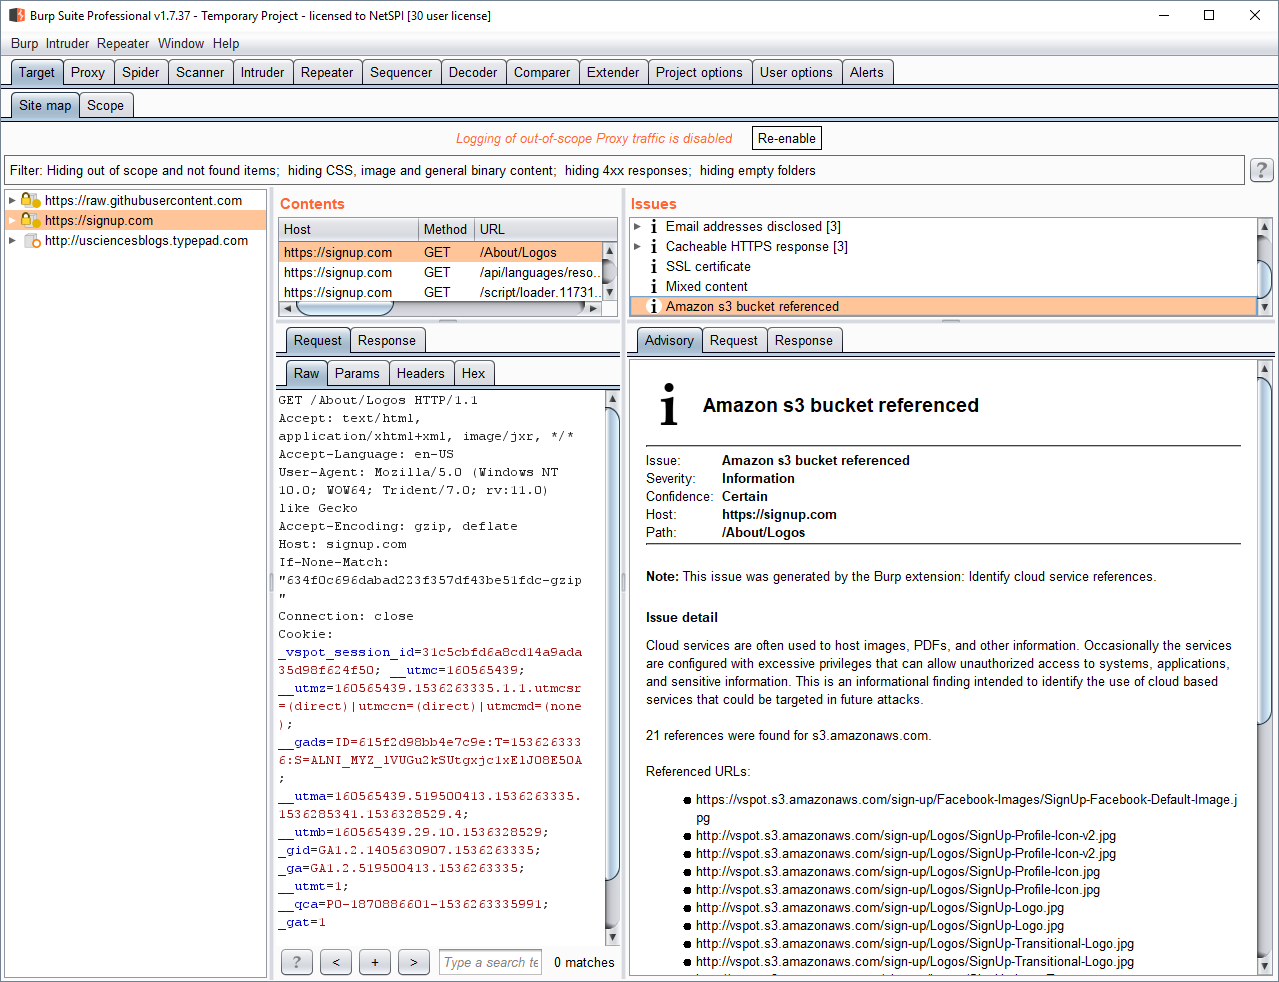 Burp Suite Professional v1.7.37 - Temporary Project - licensed to NetSPI [30 user license]
Burp Intruder Repeater Window Help
Target Proxy Spider Scanner Intruder Repeater Sequencer Decoder Comparer Extender Project options User options Alerts
Site map Scope
Logging of out-of-scope Proxy traffic is disabled Re-enable
Filter: Hiding out of scope and not found items; hiding CSS, image and general binary content; hiding 4xx responses; hiding empty folders ?
https://raw.githubusercontent.com
https://signup.com
http://usciencesblogs.typepad.com
Contents
Host Method URL
https://signup.com GET /About/Logos
https://signup.com GET /api/languages/reso...
https://signup.com GET /script/loader.11731...
Request Response
Raw Params Headers Hex
GET /About/Logos HTTP/1.1
Accept: text/html,
application/xhtml+xml, image/jxr, */*
Accept-Language: en-US
User-Agent: Mozilla/5.0 (Windows NT
10.0; WOW64; Trident/7.0; rv:11.0)
like Gecko
Accept-Encoding: gzip, deflate
Host: signup.com
If-None-Match:
"634f0c696dabad223f357df43be51fdc-gzip
"
Connection: close
Cookie:
_vspot_session_id=31c5cbfd6a8cd14a9ada
35d98f624f50; __utmc=160565439;
__utmz=160565439.1536263335.1.1.utmcsr
=(direct)|utmccn=(direct)|utmcmd=(none
);
__gads=ID=615f2d98bb4e7c9e:T=153626333
6:S=ALNI_MYZ_lVUGu2kSUtgxjc1xElJ08E50A
;
__utma=160565439.519500413.1536263335.
1536285341.1536328529.4;
__utmb=160565439.29.10.1536328529;
_gid=GA1.2.1405630907.1536263335;
_ga=GA1.2.519500413.1536263335;
__utmt=1;
__qca=P0-1870886601-1536263335991;
_gat=1
? < + > Type a search te 0 matches
Issues
Email addresses disclosed [3]
Cacheable HTTPS response [3]
SSL certificate
Mixed content
Amazon s3 bucket referenced
Advisory Request Response
Amazon s3 bucket referenced
Issue: Amazon s3 bucket referenced
Severity: Information
Confidence: Certain
Host: https://signup.com
Path: /About/Logos
Note: This issue was generated by the Burp extension: Identify cloud service references.
Issue detail
Cloud services are often used to host images, PDFs, and other information. Occasionally the services
are configured with excessive privileges that can allow unauthorized access to systems, applications,
and sensitive information. This is an informational finding intended to identify the use of cloud based
services that could be targeted in future attacks.
21 references were found for s3.amazonaws.com.
Referenced URLs:
https://vspot.s3.amazonaws.com/sign-up/Facebook-Images/SignUp-Facebook-Default-Image.j
pg
http://vspot.s3.amazonaws.com/sign-up/Logos/SignUp-Profile-Icon-v2.jpg
http://vspot.s3.amazonaws.com/sign-up/Logos/SignUp-Profile-Icon-v2.jpg
http://vspot.s3.amazonaws.com/sign-up/Logos/SignUp-Profile-Icon.jpg
http://vspot.s3.amazonaws.com/sign-up/Logos/SignUp-Profile-Icon.jpg
http://vspot.s3.amazonaws.com/sign-up/Logos/SignUp-Logo.jpg
http://vspot.s3.amazonaws.com/sign-up/Logos/SignUp-Logo.jpg
http://vspot.s3.amazonaws.com/sign-up/Logos/SignUp-Transitional-Logo.jpg
http://vspot.s3.amazonaws.com/sign-up/Logos/SignUp-Transitional-Logo.jpg